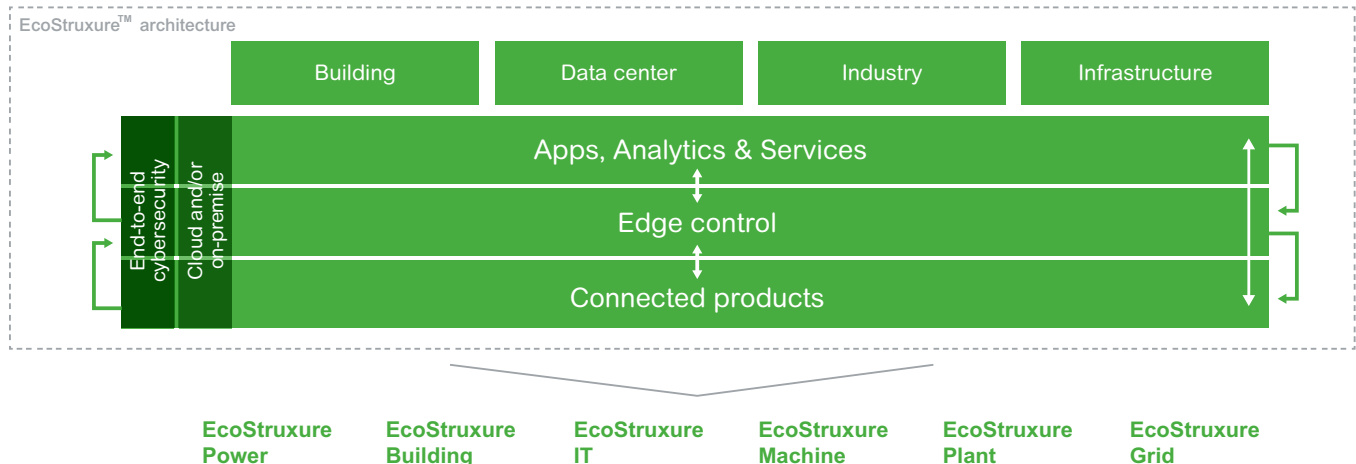 EcoStruxure™ architecture
Building
Data center
Industry
Infrastructure
End-to-end
cybersecurity
Cloud and/or
on-premise
Apps, Analytics & Services
Edge control
Connected products
EcoStruxure
Power
EcoStruxure
Building
EcoStruxure
IT
EcoStruxure
Machine
EcoStruxure
Plant
EcoStruxure
Grid